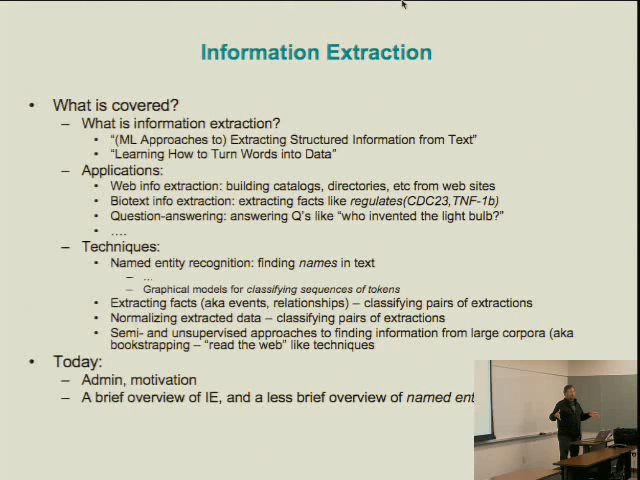 Information Extraction
• What is covered?
– What is information extraction?
• "(ML Approaches to) Extracting Structured Information from Text"
• "Learning How to Turn Words into Data"
– Applications:
• Web info extraction: building catalogs, directories, etc from web sites
• Biotext info extraction: extracting facts like regulates(CDC23,TNF-1b)
• Question-answering: answering Q's like "who invented the light bulb?"
• ....
– Techniques:
• Named entity recognition: finding names in text
– ...
– Graphical models for classifying sequences of tokens
• Extracting facts (aka events, relationships) – classifying pairs of extractions
• Normalizing extracted data – classifying pairs of extractions
• Semi- and unsupervised approaches to finding information from large corpora (aka
bookstrapping – "read the web" like techniques
• Today:
– Admin, motivation
– A brief overview of IE, and a less brief overview of named ent